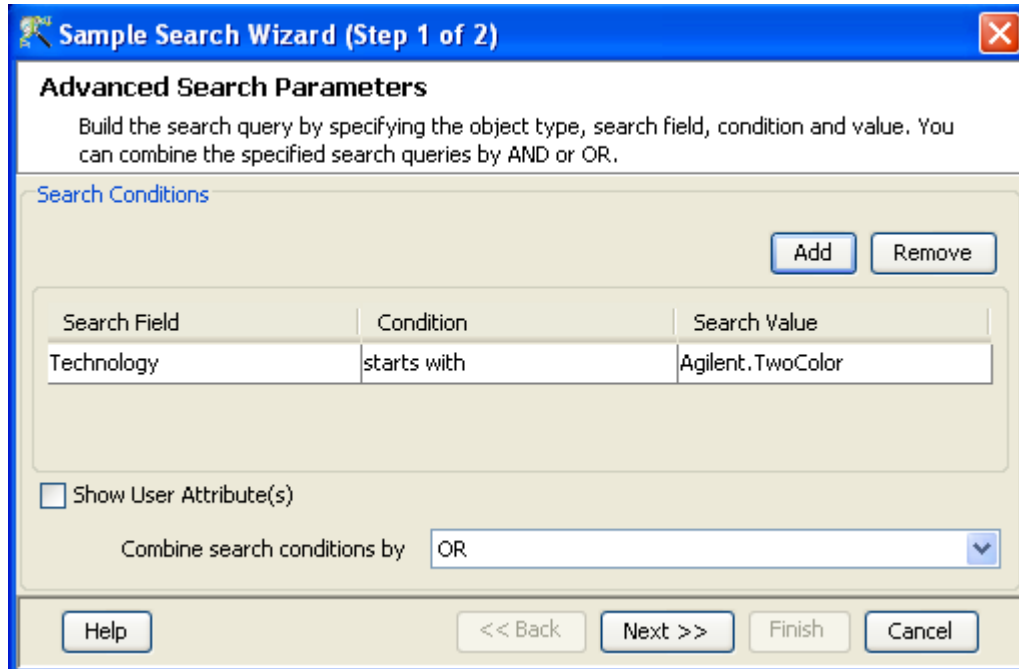 Sample Search Wizard (Step 1 of 2)
Advanced Search Parameters
Build the search query by specifying the object type, search field, condition and value. You
can combine the specified search queries by AND or OR.
Search Conditions
Add Remove
Search Field Condition Search Value
Technology starts with Agilent.TwoColor
Show User Attribute(s)
Combine search conditions by OR
Help << Back Next >> Finish Cancel